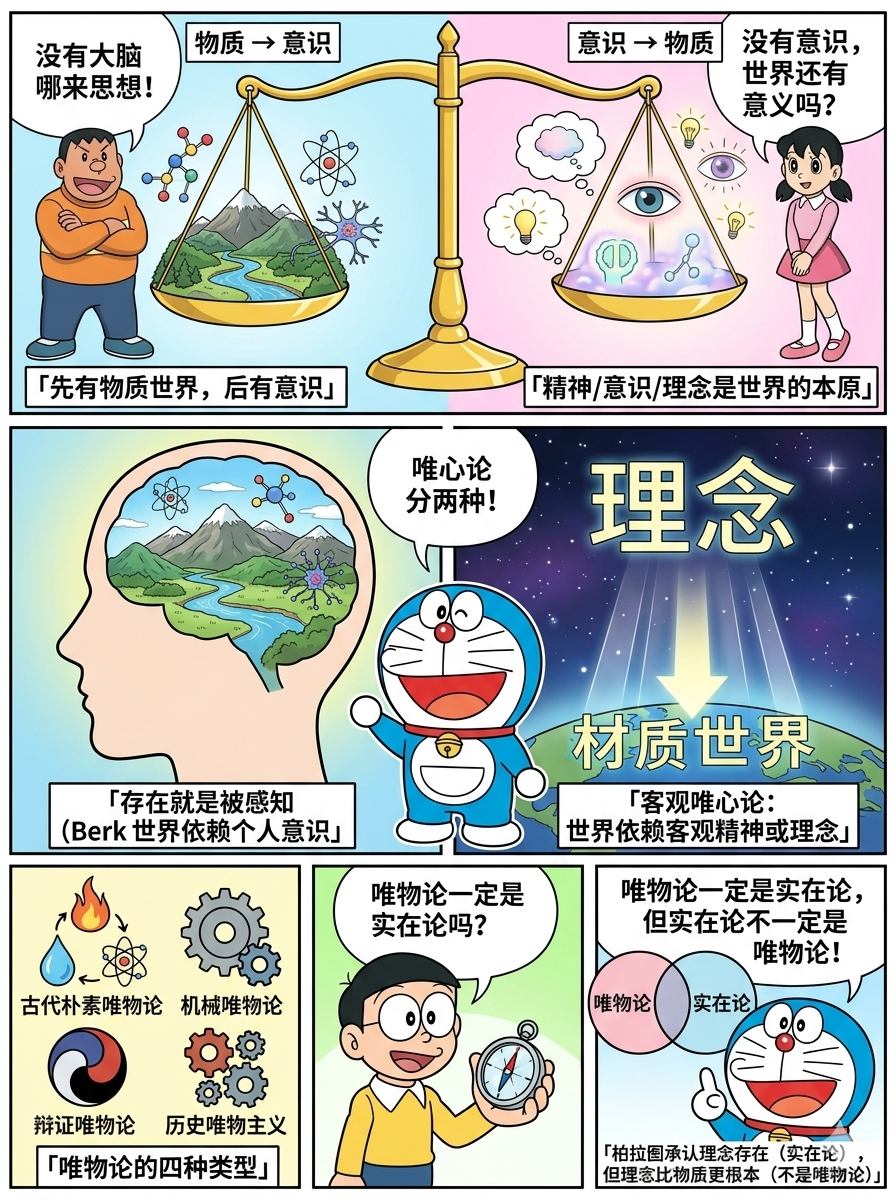 没有大脑
哪来思想！
物质 → 意识
意识 → 物质
没有意识，
世界还有
意义吗？
「先有物质世界，后有意识」
「精神/意识/理念是世界的本原」
唯心论
分两种！
理念
材质世界
「存在就是被感知
（Berk 世界依赖个人意识」
「客观唯心论：
世界依赖客观精神或理念」
古代朴素唯物论
机械唯物论
辩证唯物论
历史唯物主义
「唯物论的四种类型」
唯物论一定是
实在论吗？
唯物论一定是实在论，
但实在论不一定是
唯物论！
唯物论
实在论
「柏拉图承认理念存在（实在论），
但理念比物质更根本（不是唯物论）」